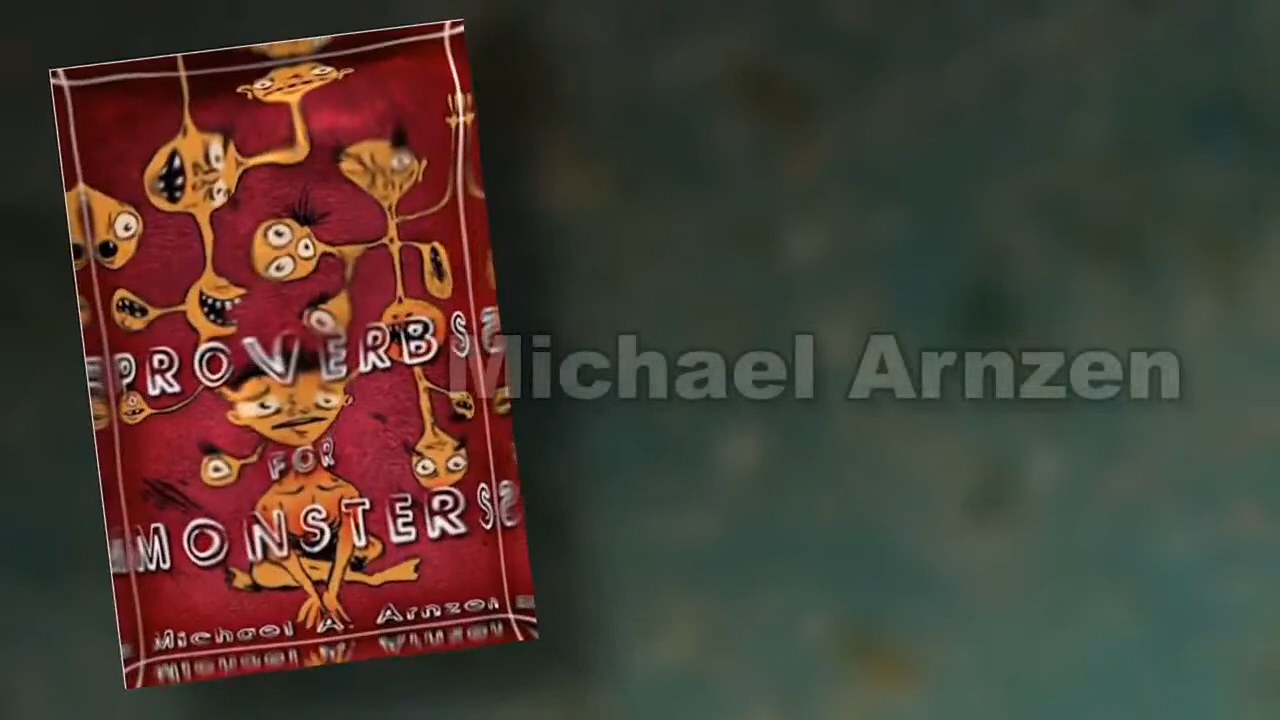 PROVERBS
FOR
MONSTERS
Michael A. Arnzen
Michael Arnzen